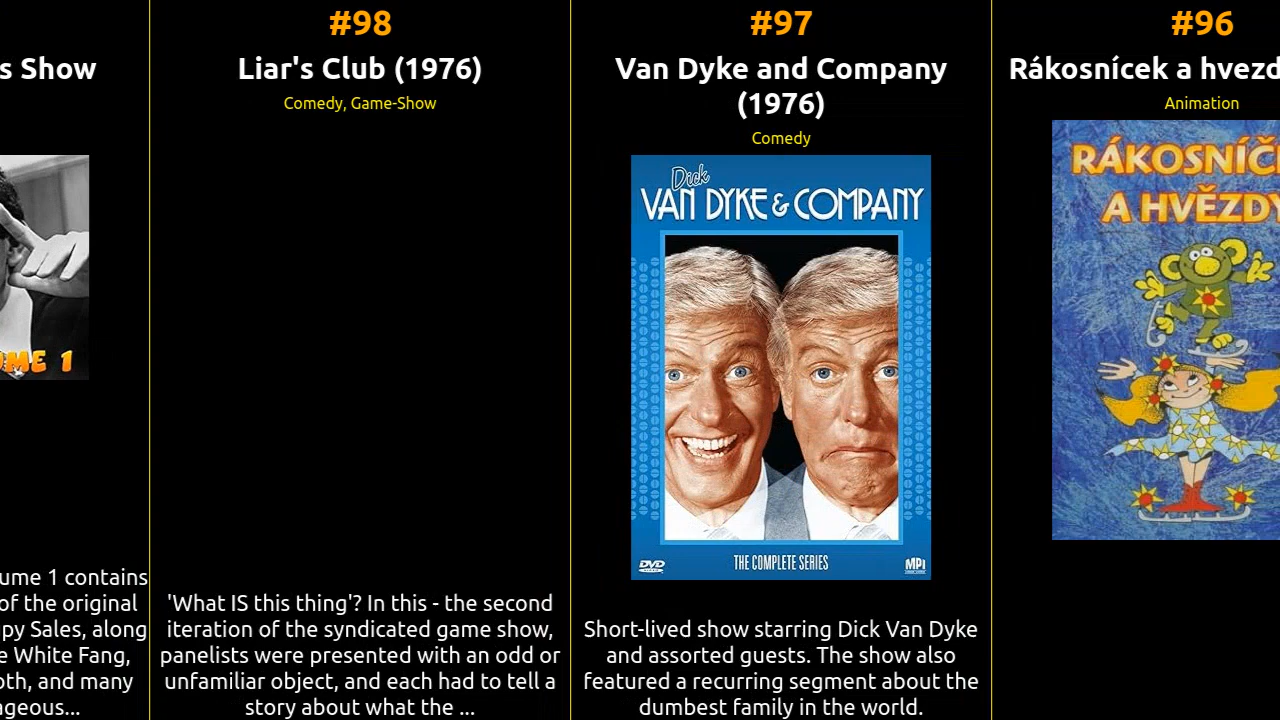 s Show
UME 1
ume 1 contains
of the original
py Sales, along
e White Fang,
oth, and many
ageous...
#98
Liar's Club (1976)
Comedy, Game-Show
'What IS this thing'? In this - the second
iteration of the syndicated game show,
panelists were presented with an odd or
unfamiliar object, and each had to tell a
story about what the ...
#97
Van Dyke and Company
(1976)
Comedy
Dick
VAN DYKE & COMPANY
DVD
THE COMPLETE SERIES
MPI
Short-lived show starring Dick Van Dyke
and assorted guests. The show also
featured a recurring segment about the
dumbest family in the world.
#96
Rákosnícek a hvezd
Animation
RÁKOSNÍČ
A HVĚZDY